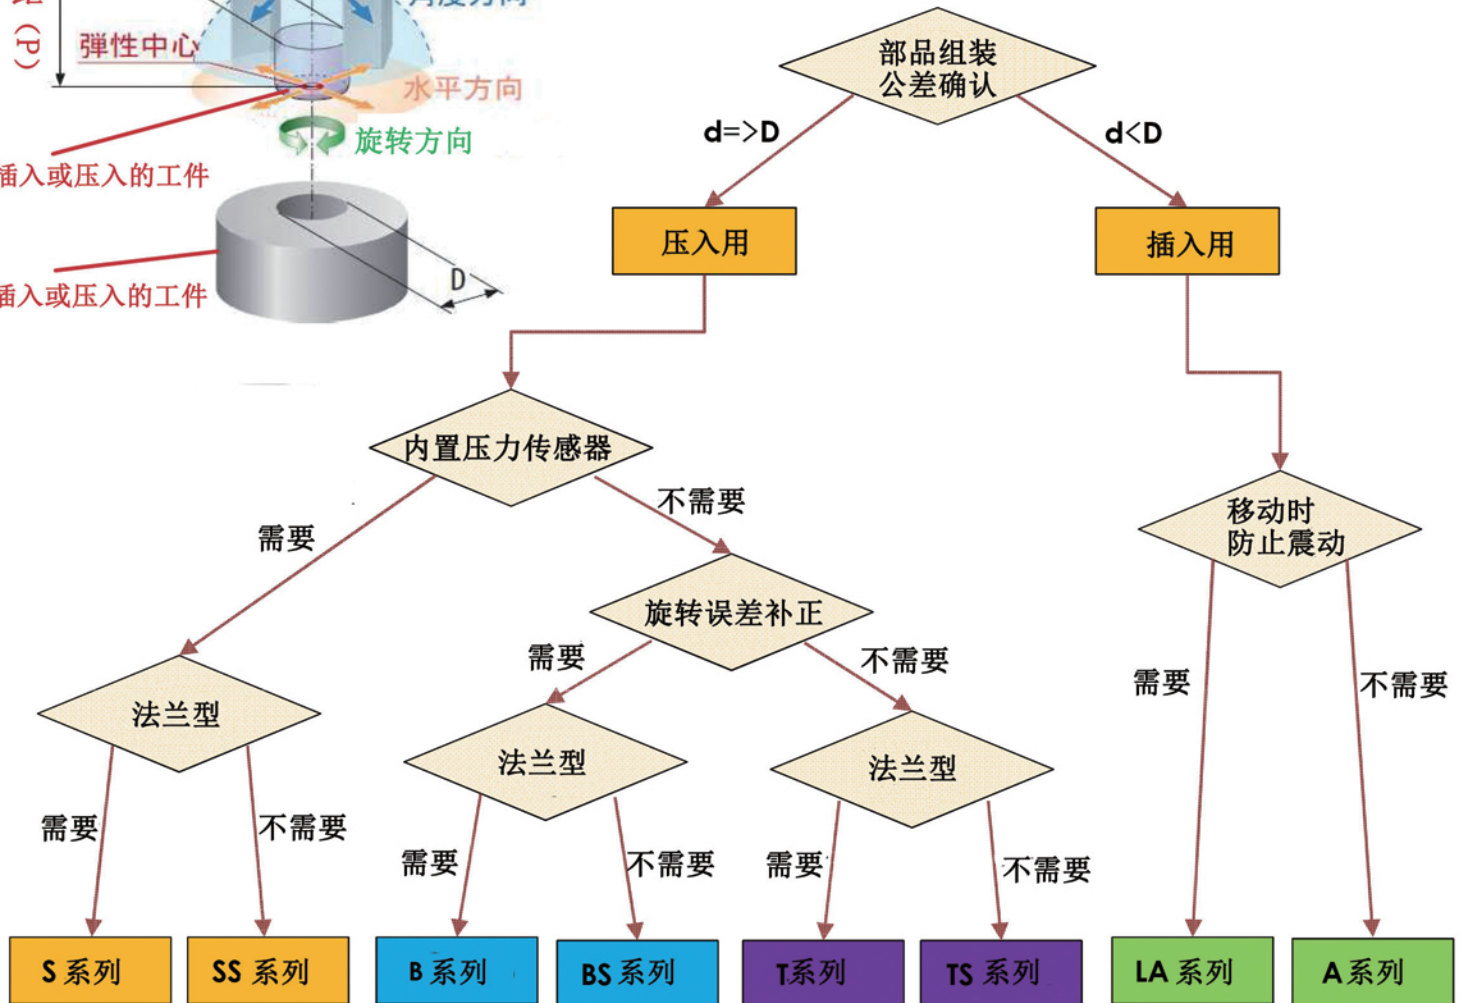 角度方向
(P)
弹性中心
水平方向
旋转方向
插入或压入的工件
D
插入或压入的工件
部品组装
公差确认
d=>D
d<D
压入用
插入用
内置压力传感器
需要
不需要
移动时
防止震动
旋转误差补正
需要
不需要
需要
不需要
法兰型
法兰型
法兰型
需要
不需要
需要
不需要
需要
不需要
S 系列
SS 系列
B 系列
BS 系列
T系列
TS 系列
LA 系列
A 系列